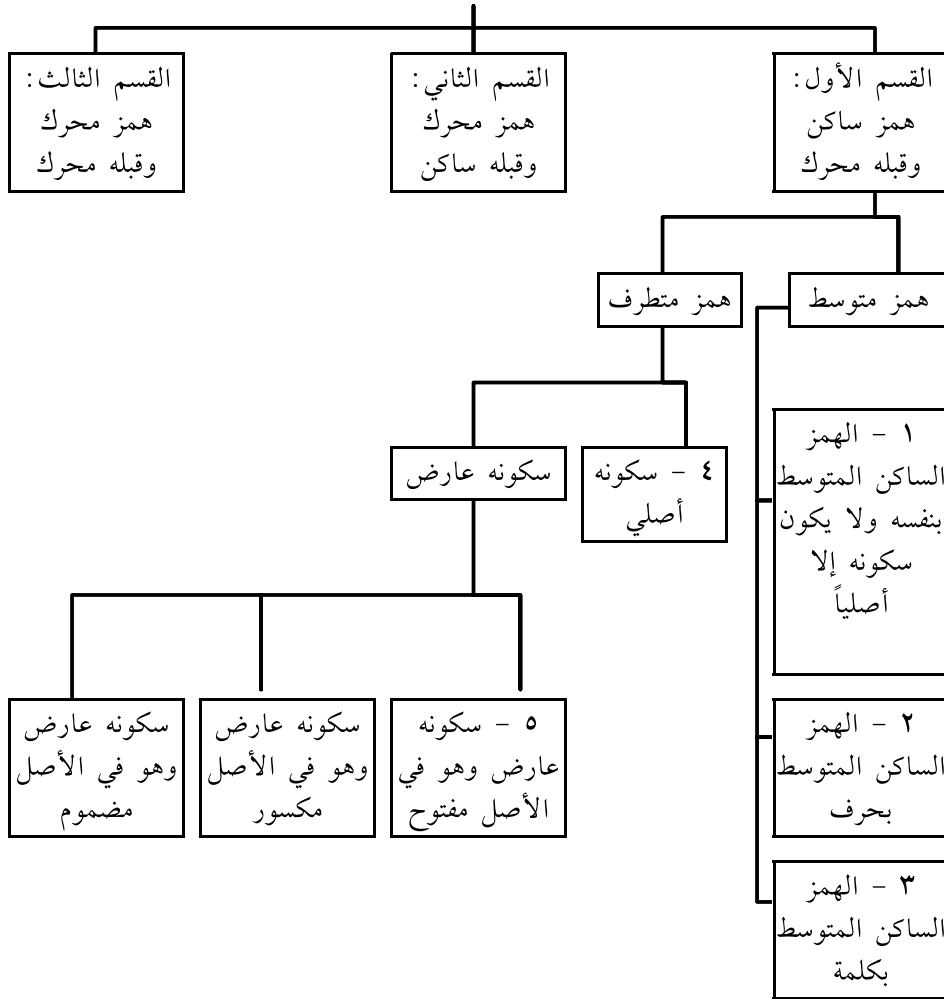 القسم الأول:
همز ساكن
وقبله محرك
القسم الثاني:
همز محرك
وقبله ساكن
القسم الثالث:
همز محرك
وقبله محرك
همز متوسط
همز متطرف
١ - الهمز
الساكن المتوسط
بنفسه ولا يكون
سكونه إلا
أصلياً
٤ - سكونه
أصلي
سكونه عارض
٢ - الهمز
الساكن المتوسط
بحرف
٥ - سكونه
عارض وهو في
الأصل مفتوح
سكونه عارض
وهو في الأصل
مكسور
سكونه عارض
وهو في الأصل
مضموم
٣ - الهمز
الساكن المتوسط
بكلمة